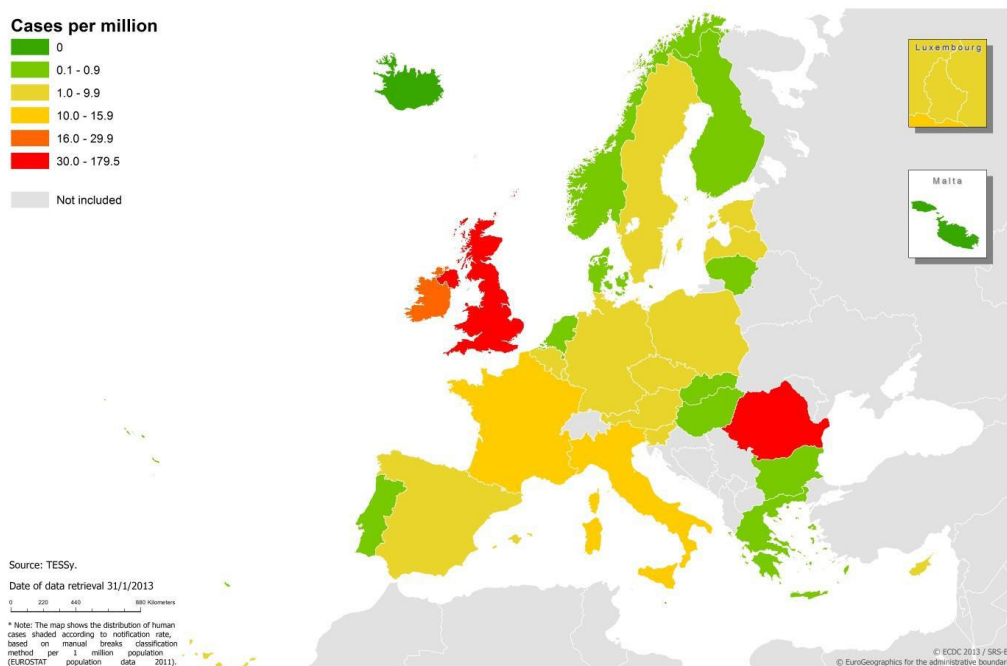 Cases per million
0
0.1 - 0.9
1.0 - 9.9
10.0 - 15.9
16.0 - 29.9
30.0 - 179.5
Not included
Luxembourg
Malta
Source: TESSy.
Date of data retrieval 31/1/2013
0 220 440 880 Kilometers
* Note: The map shows the distribution of human
cases shaded according to notification rate,
based on manual breaks classification
method per 1 million population
(EUROSTAT population data 2011).
© ECDC 2013 / SRS-
© EuroGeographics for the administrative